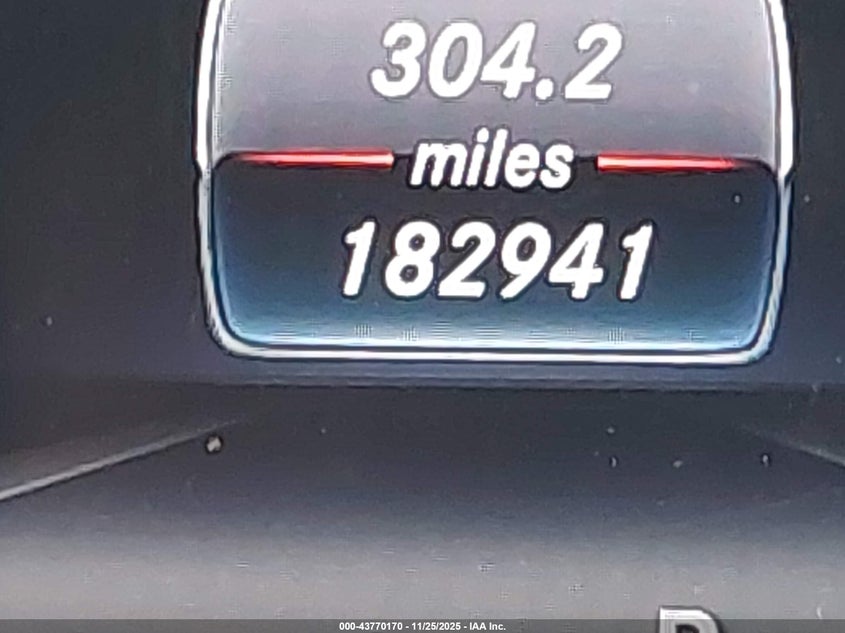 304.2
miles
182941
000-43770170 - 11/25/2025 - IAA Inc.